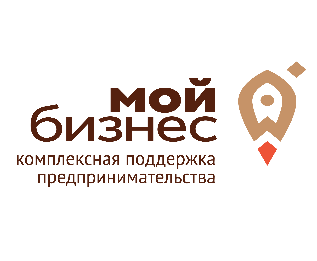 мой
бизнес
комплексная поддержка
предпринимательства